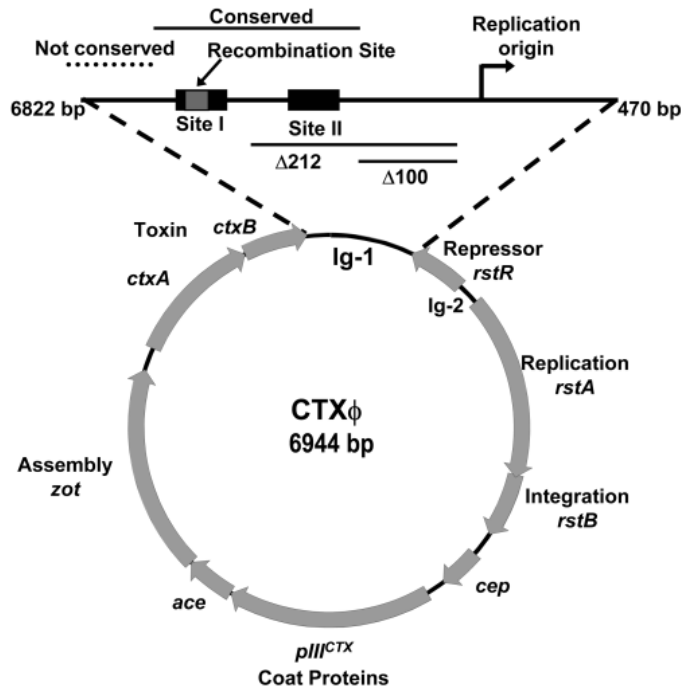 Conserved
Not conserved
Recombination Site
Replication
origin
6822 bp
470 bp
Site I
Site II
Δ212
Δ100
Toxin
ctxB
ctxA
Ig-1
Repressor
rstR
Ig-2
Replication
rstA
CTXϕ
6944 bp
Assembly
zot
Integration
rstB
cep
ace
pIIIᶜᵀˣ
Coat Proteins